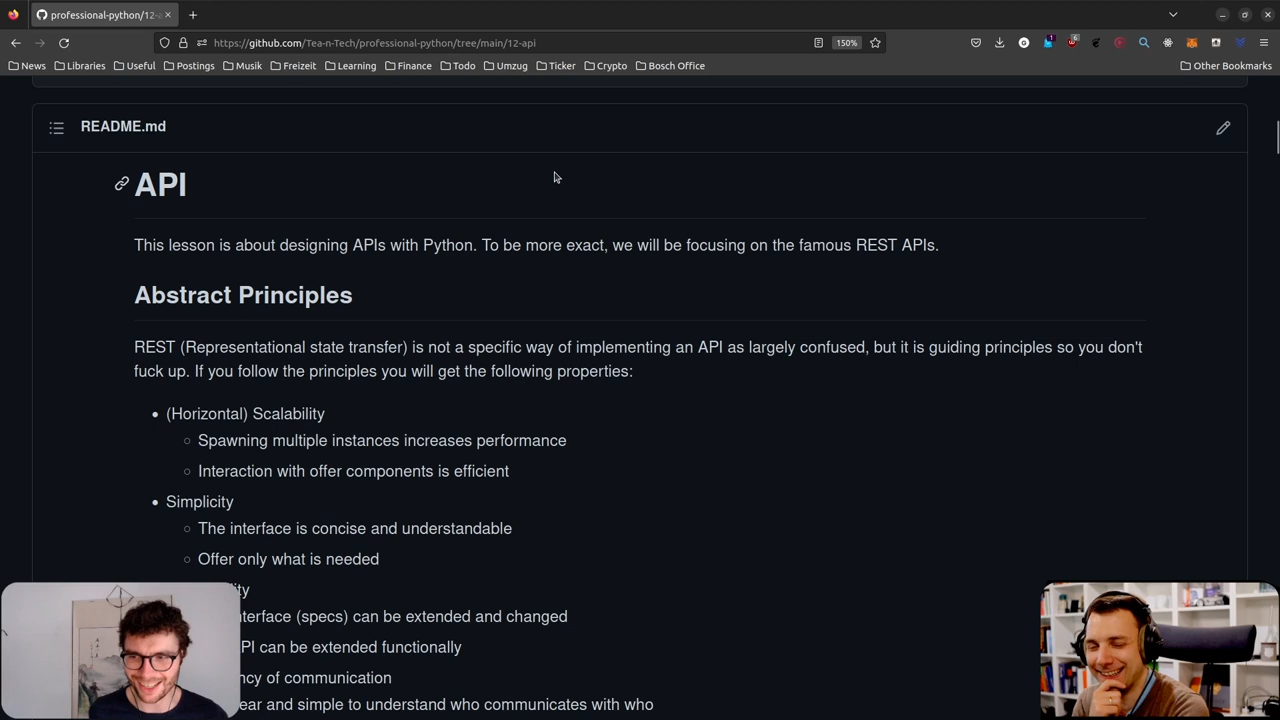 professional-python/12-a
https://github.com/Tea-n-Tech/professional-python/tree/main/12-api
150%
6
News Libraries Useful Postings Musik Freizeit Learning Finance Todo Umzug Ticker Crypto Bosch Office Other Bookmarks
README.md
API
This lesson is about designing APIs with Python. To be more exact, we will be focusing on the famous REST APIs.
Abstract Principles
REST (Representational state transfer) is not a specific way of implementing an API as largely confused, but it is guiding principles so you don't
fuck up. If you follow the principles you will get the following properties:
(Horizontal) Scalability
Spawning multiple instances increases performance
Interaction with offer components is efficient
Simplicity
The interface is concise and understandable
Offer only what is needed
ity
nterface (specs) can be extended and changed
PI can be extended functionally
ncy of communication
ear and simple to understand who communicates with who